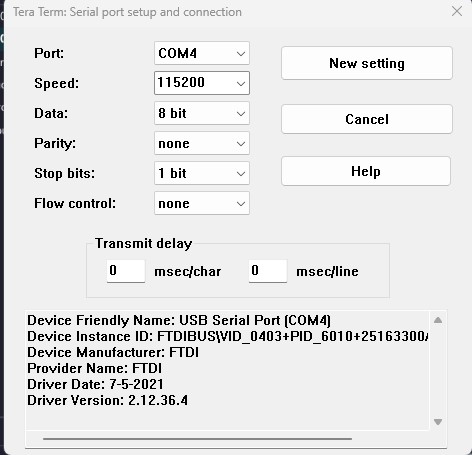 Tera Term: Serial port setup and connection
Port: COM4 New setting
Speed: 115200
Data: 8 bit Cancel
Parity: none
Stop bits: 1 bit Help
Flow control: none
Transmit delay
0 msec/char 0 msec/line
Device Friendly Name: USB Serial Port (COM4)
Device Instance ID: FTDIBUS\VID_0403+PID_6010+25163300A
Device Manufacturer: FTDI
Provider Name: FTDI
Driver Date: 7-5-2021
Driver Version: 2.12.36.4